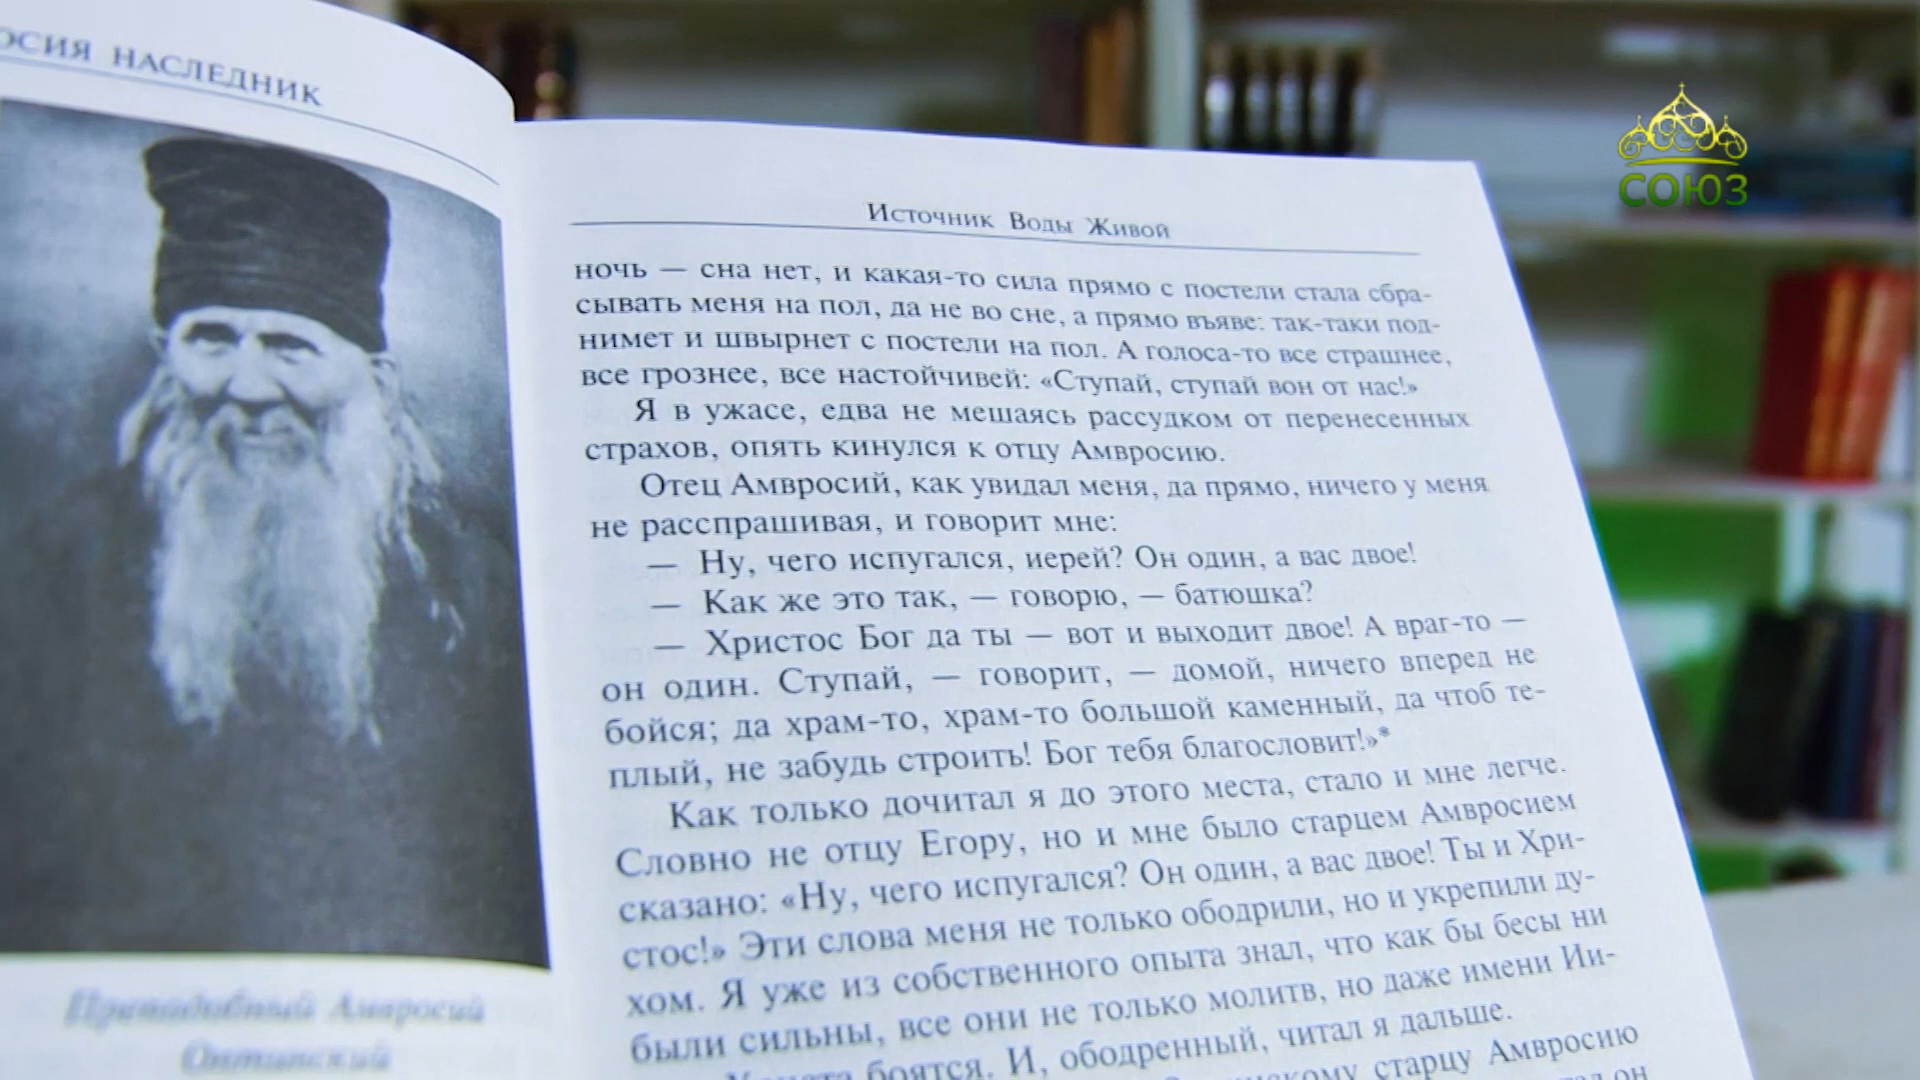 НАСЛЕДНИК
Преподобный Амвросий
Оптинский
СОЮЗ
Источник Воды Живой
ночь — сна нет, и какая-то сила прямо с постели стала сбра-
сывать меня на пол, да не во сне, а прямо въяве: так-таки под-
нимет и швырнет с постели на пол. А голоса-то все страшнее,
все грознее, все настойчивей: «Ступай, ступай вон от нас!»
Я в ужасе, едва не мешаясь рассудком от перенесенных
страхов, опять кинулся к отцу Амвросию.
Отец Амвросий, как увидал меня, да прямо, ничего у меня
не расспрашивая, и говорит мне:
— Ну, чего испугался, иерей? Он один, а вас двое!
— Как же это так, — говорю, — батюшка?
— Христос Бог да ты — вот и выходит двое! А враг-то —
он один. Ступай, — говорит, — домой, ничего вперед не
бойся; да храм-то, храм-то большой каменный, да чтоб те-
плый, не забудь строить! Бог тебя благословит!»*
Как только дочитал я до этого места, стало и мне легче.
Словно не отцу Егору, но и мне было старцем Амвросием
сказано: «Ну, чего испугался? Он один, а вас двое! Ты и Хри-
стос!» Эти слова меня не только ободрили, но и укрепили ду-
хом. Я уже из собственного опыта знал, что как бы бесы ни
были сильны, все они не только молитв, но даже имени Ии-
боятся. И, ободренный, читал я дальше.
старцу Амвросию
он